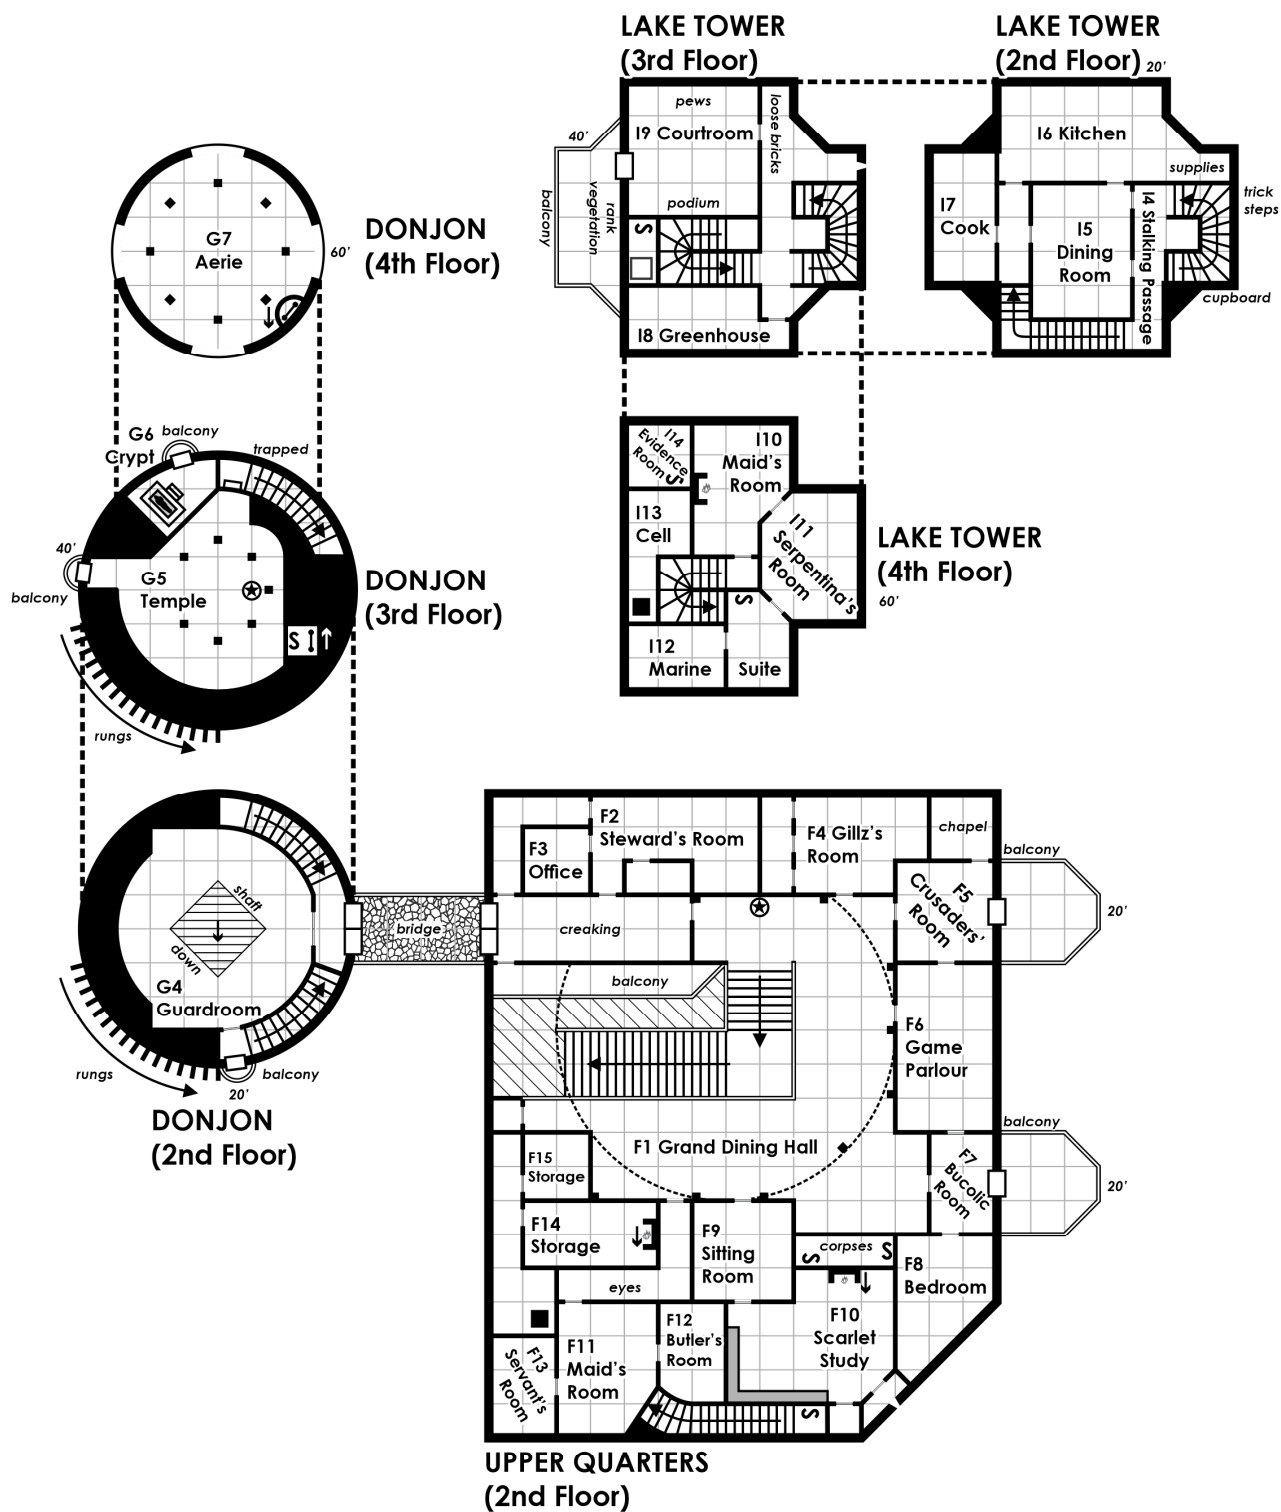 LAKE TOWER
(3rd Floor)
LAKE TOWER
(2nd Floor) 20'
pews
I9 Courtroom
loose bricks
40'
balcony
rank
vegetation
podium
S
I8 Greenhouse
I6 Kitchen
supplies
I7
Cook
I5
Dining
Room
I4 Stalking Passage
trick
steps
cupboard
G7
Aerie
60'
DONJON
(4th Floor)
G6
Crypt
balcony
trapped
40'
balcony
G5
Temple
S
rungs
DONJON
(3rd Floor)
I14
Evidence
Room
S
I10
Maid's
Room
I13
Cell
I11
Serpentina's
Room
S
I12
Marine
Suite
LAKE TOWER
(4th Floor)
60'
shaft
down
G4
Guardroom
rungs
balcony
20'
DONJON
(2nd Floor)
bridge
F2
Steward's Room
F3
Office
F4 Gillz's
Room
chapel
balcony
F5
Crusaders'
Room
20'
creaking
balcony
F6
Game
Parlour
F1 Grand Dining Hall
balcony
F7
Bucolic
Room
20'
F15
Storage
F14
Storage
F9
Sitting
Room
S
corpses
S
F8
Bedroom
eyes
F10
Scarlet
Study
F12
Butler's
Room
F11
Maid's
Room
F13
Servant's
Room
S
UPPER QUARTERS
(2nd Floor)